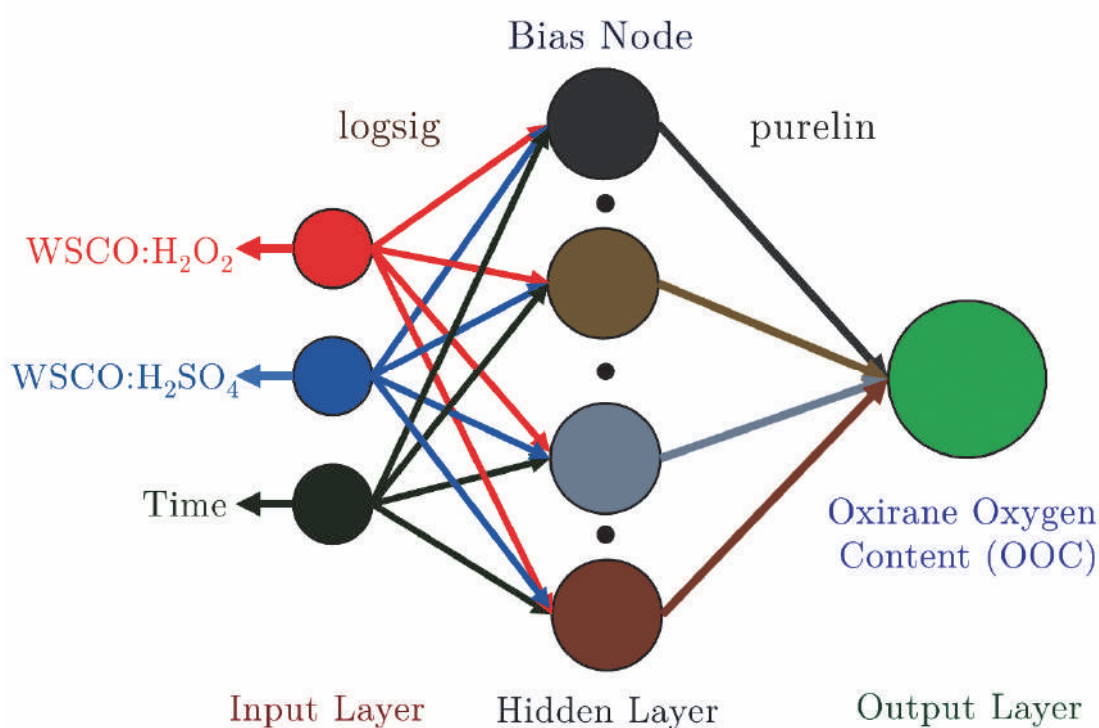 Bias Node
logsig
purelin
WSCO:H₂O₂
WSCO:H₂SO₄
Time
Oxirane Oxygen
Content (OOC)
Input Layer
Hidden Layer
Output Layer